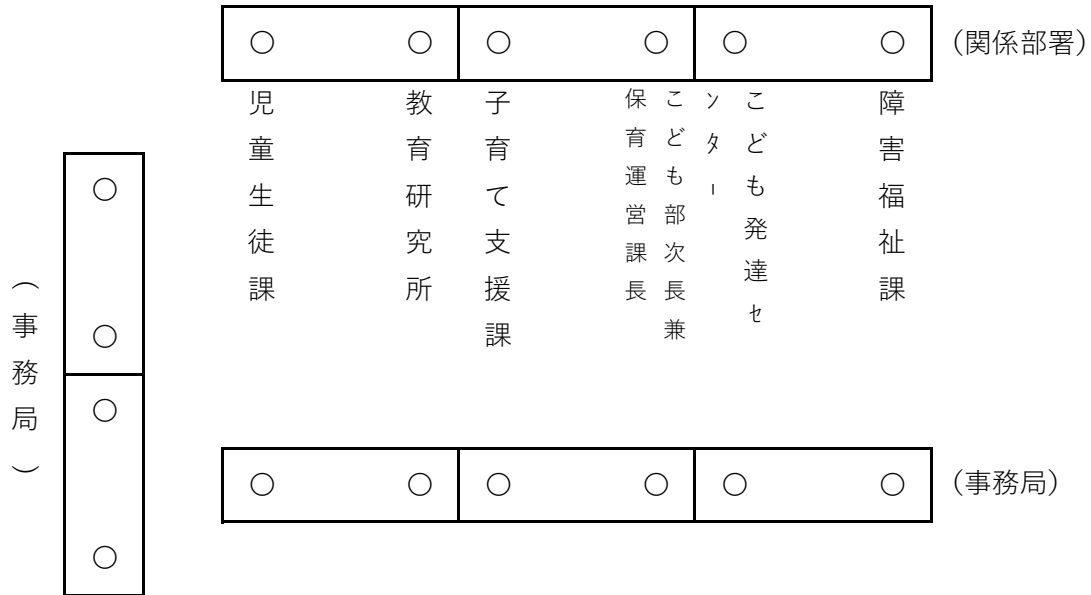 ○ ○ ○ ○ ○ ○ (関係部署)
障害福祉課
こども発達ｾ
ﾝﾀｰ
こども部次長兼
保育運営課長
子育て支援課
教育研究所
児童生徒課
○
○
○
○
(事務局)
○ ○ ○ ○ ○ ○ (事務局)